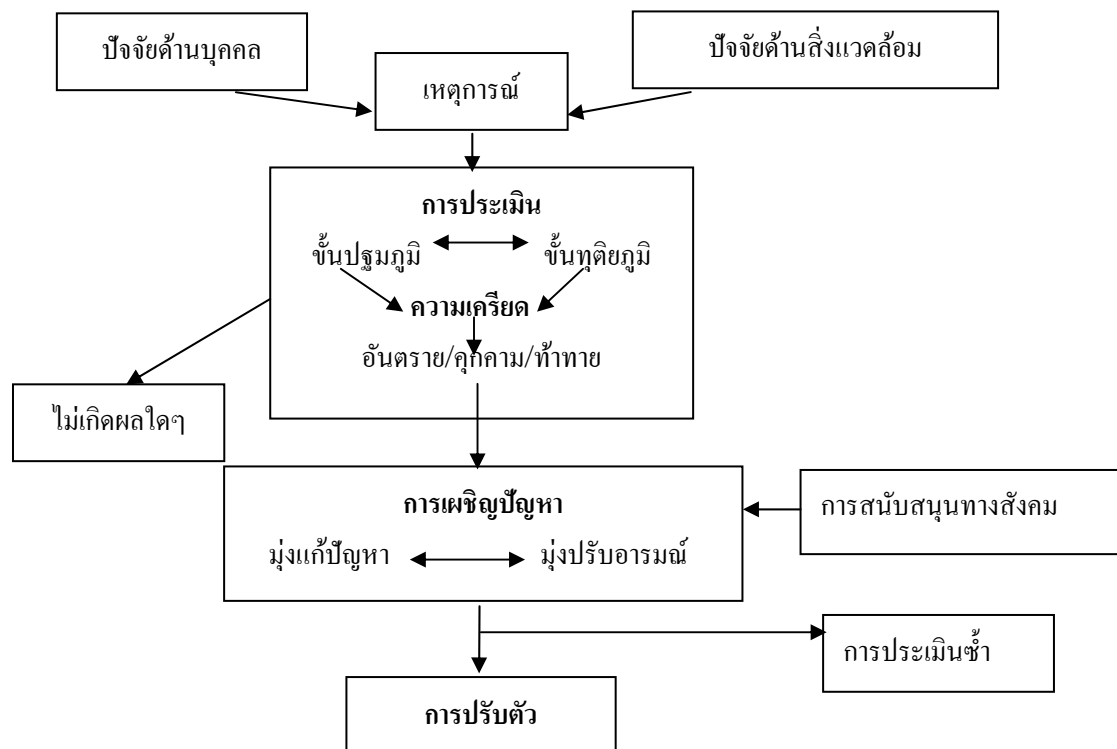 ปัจจัยด้านบุคคล
ปัจจัยด้านสิ่งแวดล้อม
เหตุการณ์
การประเมิน
ขั้นปฐมภูมิ ขั้นทุติยภูมิ
ความเครียด
อันตราย/คุกคาม/ท้าทาย
ไม่เกิดผลใดๆ
การเผชิญปัญหา
การสนับสนุนทางสังคม
มุ่งแก้ปัญหา มุ่งปรับอารมณ์
การประเมินซ้ำ
การปรับตัว